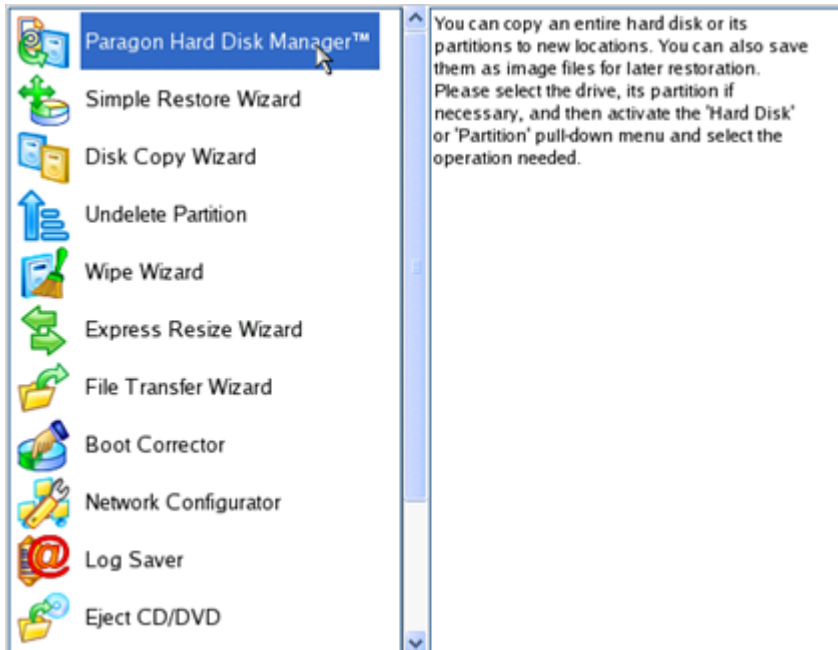 Paragon Hard Disk Manager™
Simple Restore Wizard
Disk Copy Wizard
Undelete Partition
Wipe Wizard
Express Resize Wizard
File Transfer Wizard
Boot Corrector
Network Configurator
Log Saver
Eject CD/DVD
You can copy an entire hard disk or its
partitions to new locations. You can also save
them as image files for later restoration.
Please select the drive, its partition if
necessary, and then activate the 'Hard Disk'
or 'Partition' pull-down menu and select the
operation needed.